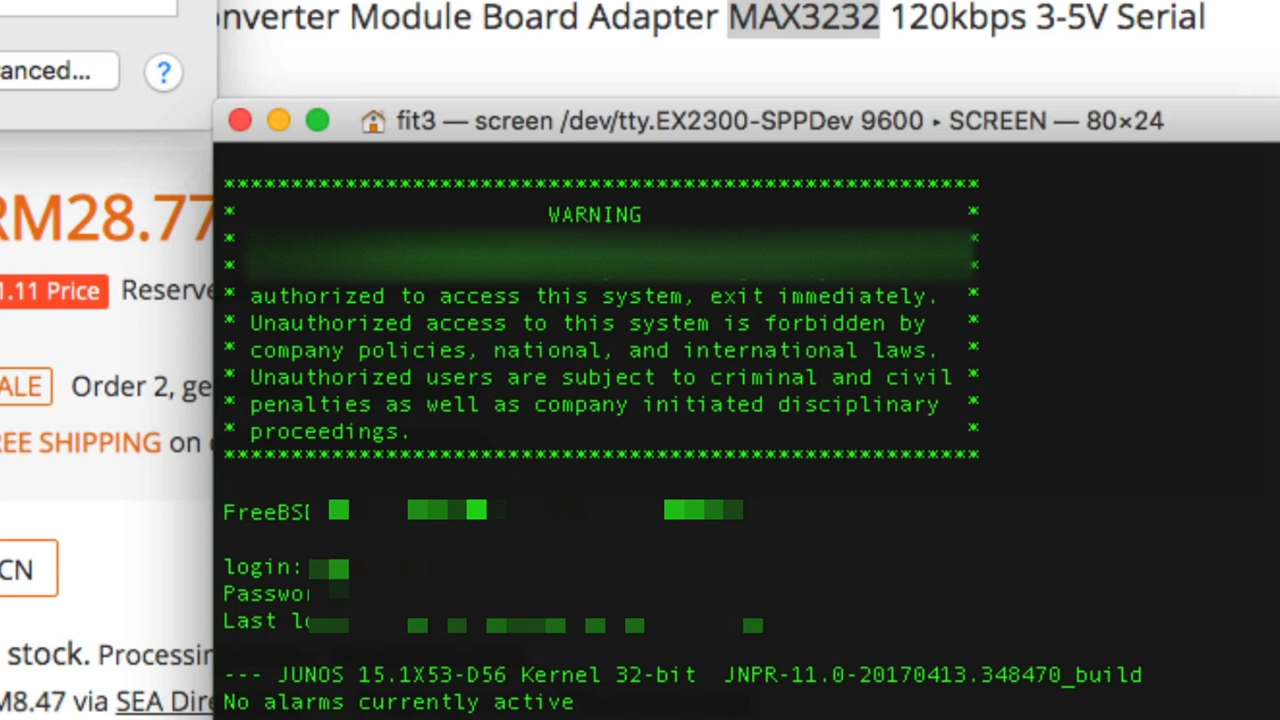 nverter Module Board Adapter MAX3232 120kbps 3-5V Serial
anced... ?
fit3 — screen /dev/tty.EX2300-SPPDev 9600 ▸ SCREEN — 80×24
********************************************************
* WARNING *
*
*
* authorized to access this system, exit immediately. *
* Unauthorized access to this system is forbidden by *
* company policies, national, and international laws. *
* Unauthorized users are subject to criminal and civil *
* penalties as well as company initiated disciplinary *
* proceedings. *
********************************************************
RM28.77
1.11 Price Reserve
ALE Order 2, ge
REE SHIPPING on
CN
stock. Processin
M8.47 via SEA Dire
FreeBS
login:
Passwo
Last l
--- JUNOS 15.1X53-D56 Kernel 32-bit JNPR-11.0-20170413.348470_build
No alarms currently active